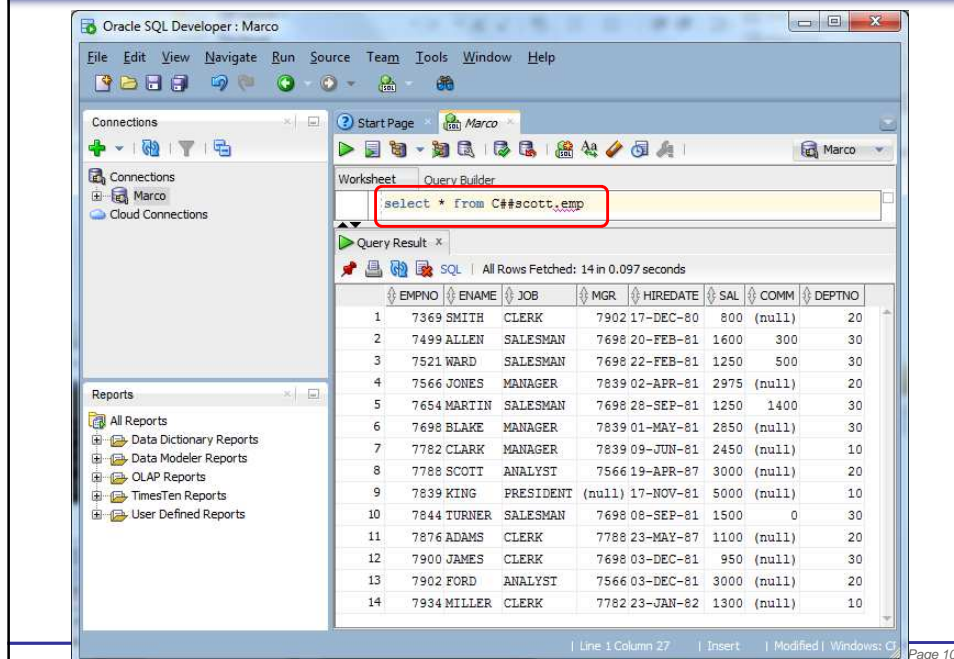 Oracle SQL Developer : Marco
File Edit View Navigate Run Source Team Tools Window Help
Connections
Connections
Marco
Cloud Connections
Reports
All Reports
Data Dictionary Reports
Data Modeler Reports
OLAP Reports
TimesTen Reports
User Defined Reports
Start Page Marco
Marco
Worksheet Query Builder
select * from C##scott.emp
Query Result
SQL | All Rows Fetched: 14 in 0.097 seconds
EMPNO ENAME JOB MGR HIREDATE SAL COMM DEPTNO
1 7369 SMITH CLERK 7902 17-DEC-80 800 (null) 20
2 7499 ALLEN SALESMAN 7698 20-FEB-81 1600 300 30
3 7521 WARD SALESMAN 7698 22-FEB-81 1250 500 30
4 7566 JONES MANAGER 7839 02-APR-81 2975 (null) 20
5 7654 MARTIN SALESMAN 7698 28-SEP-81 1250 1400 30
6 7698 BLAKE MANAGER 7839 01-MAY-81 2850 (null) 30
7 7782 CLARK MANAGER 7839 09-JUN-81 2450 (null) 10
8 7788 SCOTT ANALYST 7566 19-APR-87 3000 (null) 20
9 7839 KING PRESIDENT (null) 17-NOV-81 5000 (null) 10
10 7844 TURNER SALESMAN 7698 08-SEP-81 1500 0 30
11 7876 ADAMS CLERK 7788 23-MAY-87 1100 (null) 20
12 7900 JAMES CLERK 7698 03-DEC-81 950 (null) 30
13 7902 FORD ANALYST 7566 03-DEC-81 3000 (null) 20
14 7934 MILLER CLERK 7782 23-JAN-82 1300 (null) 10
| Line 1 Column 27 | Insert | Modified | Windows:
Page 10